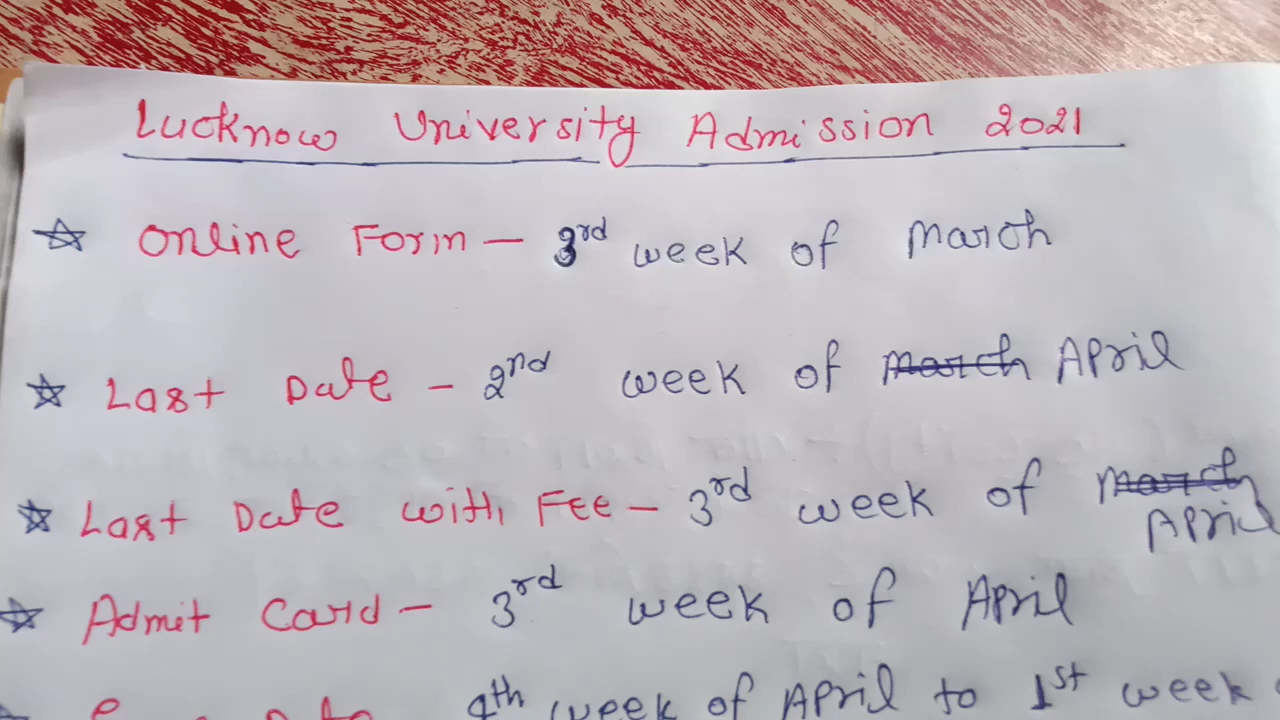 Lucknow University Admission 2021
Online Form - 3rd week of March
Last Date - 2nd week of March April
Last Date with Fee - 3rd week of March
April
Admit Card - 3rd week of April
4th week of April to 1st week